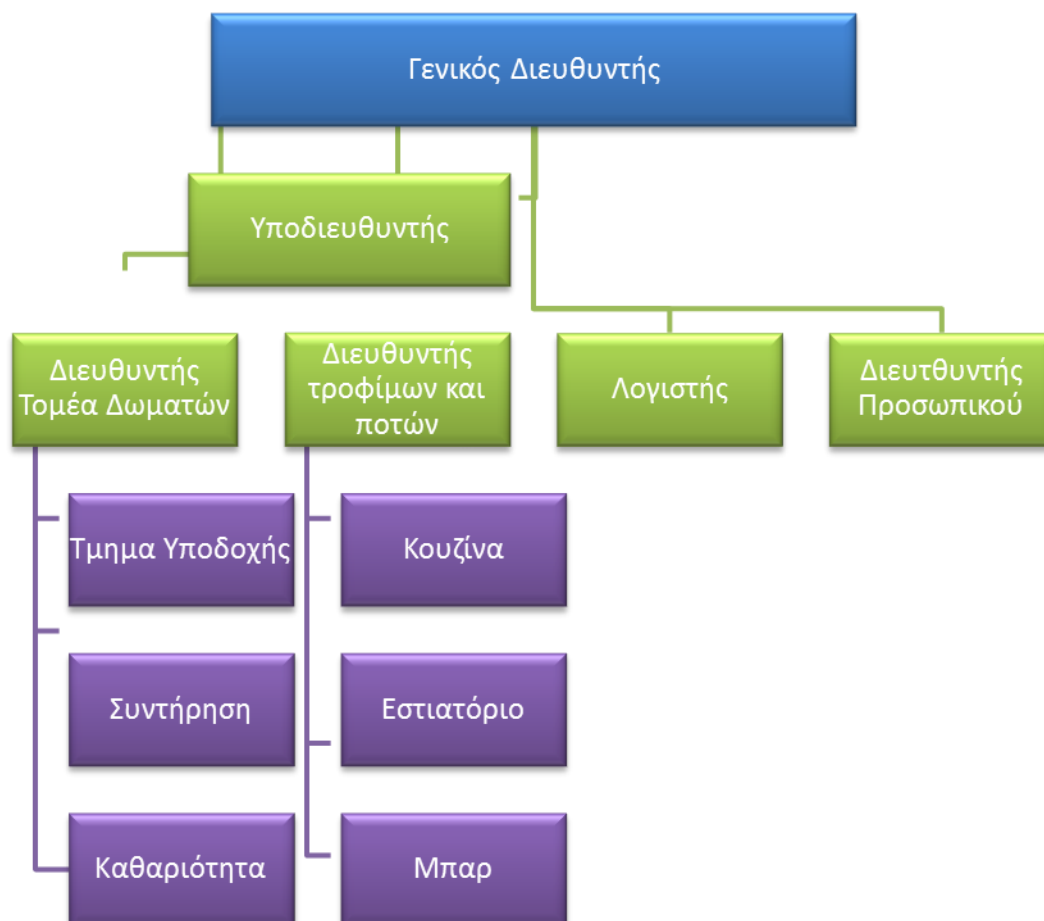 Γενικός Διευθυντής
Υποδιευθυντής
Διευθυντής
Τομέα Δωματών
Διευθυντής
τροφίμων και
ποτών
Λογιστής
Διευτθυντής
Προσωπικού
Τμημα Υποδοχής
Κουζίνα
Συντήρηση
Εστιατόριο
Καθαριότητα
Μπαρ